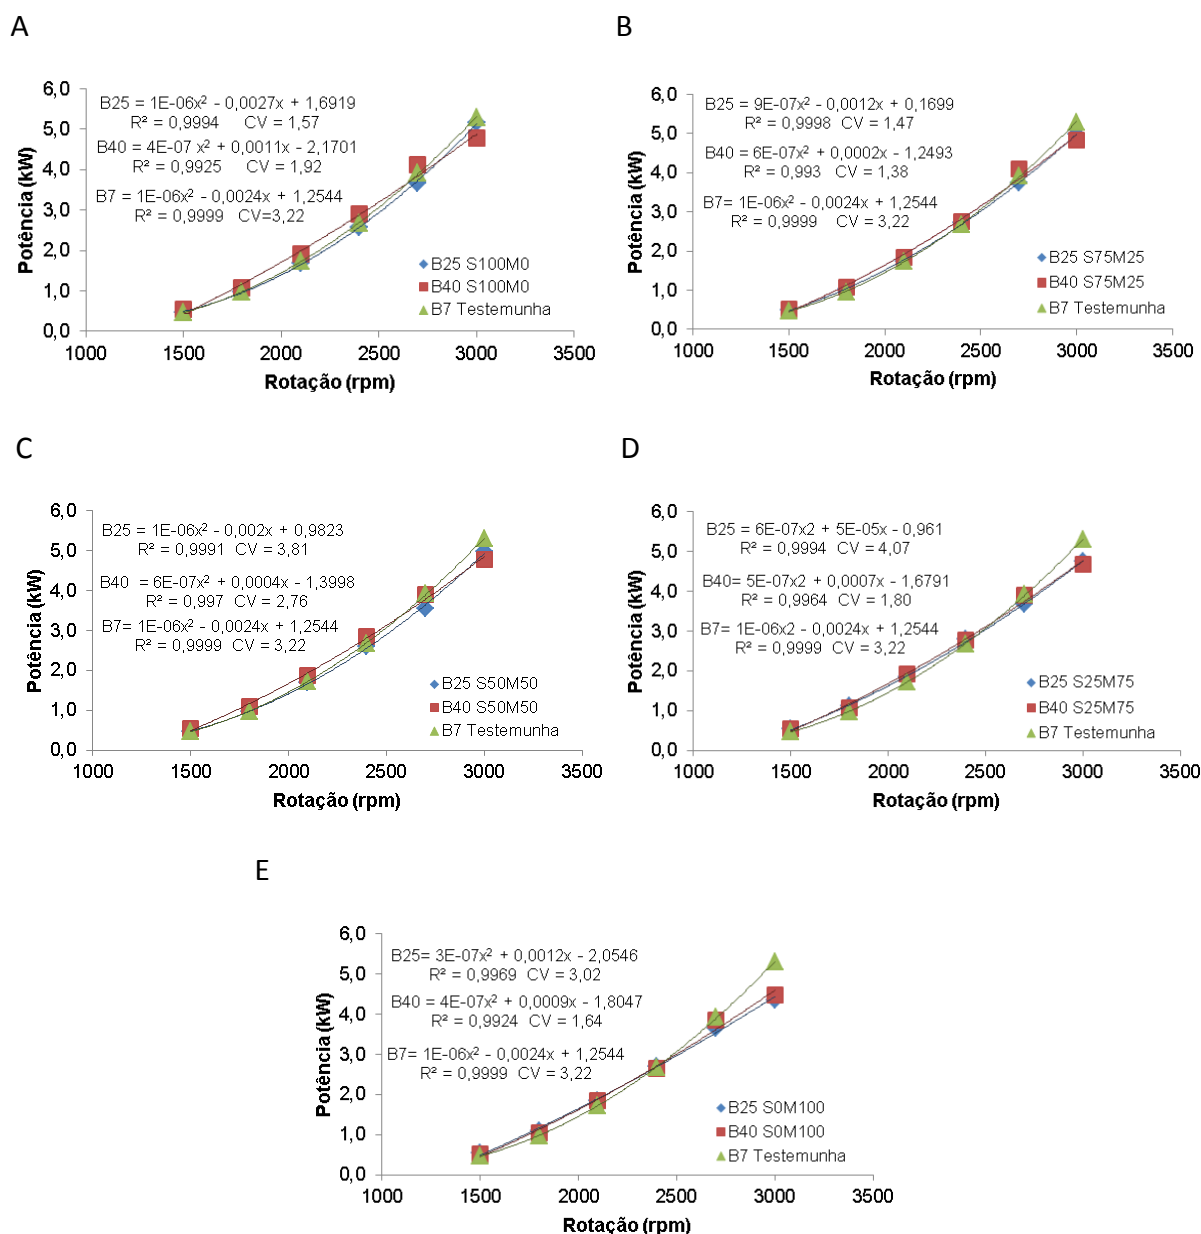 A
Potência (kW)
6,0
5,0
4,0
3,0
2,0
1,0
0,0
B25 = 1E-06x² - 0,0027x + 1,6919
R² = 0,9994 CV = 1,57
B40 = 4E-07 x² + 0,0011x - 2,1701
R² = 0,9925 CV = 1,92
B7 = 1E-06x² - 0,0024x + 1,2544
R² = 0,9999 CV=3,22
B25 S100M0
B40 S100M0
B7 Testemunha
1000 1500 2000 2500 3000 3500
Rotação (rpm)
B
Potência (kW)
6,0
5,0
4,0
3,0
2,0
1,0
0,0
B25 = 9E-07x² - 0,0012x + 0,1699
R² = 0,9998 CV = 1,47
B40 = 6E-07x² + 0,0002x - 1,2493
R² = 0,993 CV = 1,38
B7= 1E-06x² - 0,0024x + 1,2544
R² = 0,9999 CV = 3,22
B25 S75M25
B40 S75M25
B7 Testemunha
1000 1500 2000 2500 3000 3500
Rotação (rpm)
C
Potência (kW)
6,0
5,0
4,0
3,0
2,0
1,0
0,0
B25 = 1E-06x² - 0,002x + 0,9823
R² = 0,9991 CV = 3,81
B40 = 6E-07x² + 0,0004x - 1,3998
R² = 0,997 CV = 2,76
B7= 1E-06x² - 0,0024x + 1,2544
R² = 0,9999 CV = 3,22
B25 S50M50
B40 S50M50
B7 Testemunha
1000 1500 2000 2500 3000 3500
Rotação (rpm)
D
Potência (kW)
6,0
5,0
4,0
3,0
2,0
1,0
0,0
B25 = 6E-07x2 + 5E-05x - 0,961
R² = 0,9994 CV = 4,07
B40= 5E-07x2 + 0,0007x - 1,6791
R² = 0,9964 CV = 1,80
B7= 1E-06x2 - 0,0024x + 1,2544
R² = 0,9999 CV = 3,22
B25 S25M75
B40 S25M75
B7 Testemunha
1000 1500 2000 2500 3000 3500
Rotação (rpm)
E
Potência (kW)
6,0
5,0
4,0
3,0
2,0
1,0
0,0
B25= 3E-07x² + 0,0012x - 2,0546
R² = 0,9969 CV = 3,02
B40 = 4E-07x² + 0,0009x - 1,8047
R² = 0,9924 CV = 1,64
B7= 1E-06x² - 0,0024x + 1,2544
R² = 0,9999 CV = 3,22
B25 S0M100
B40 S0M100
B7 Testemunha
1000 1500 2000 2500 3000 3500
Rotação (rpm)